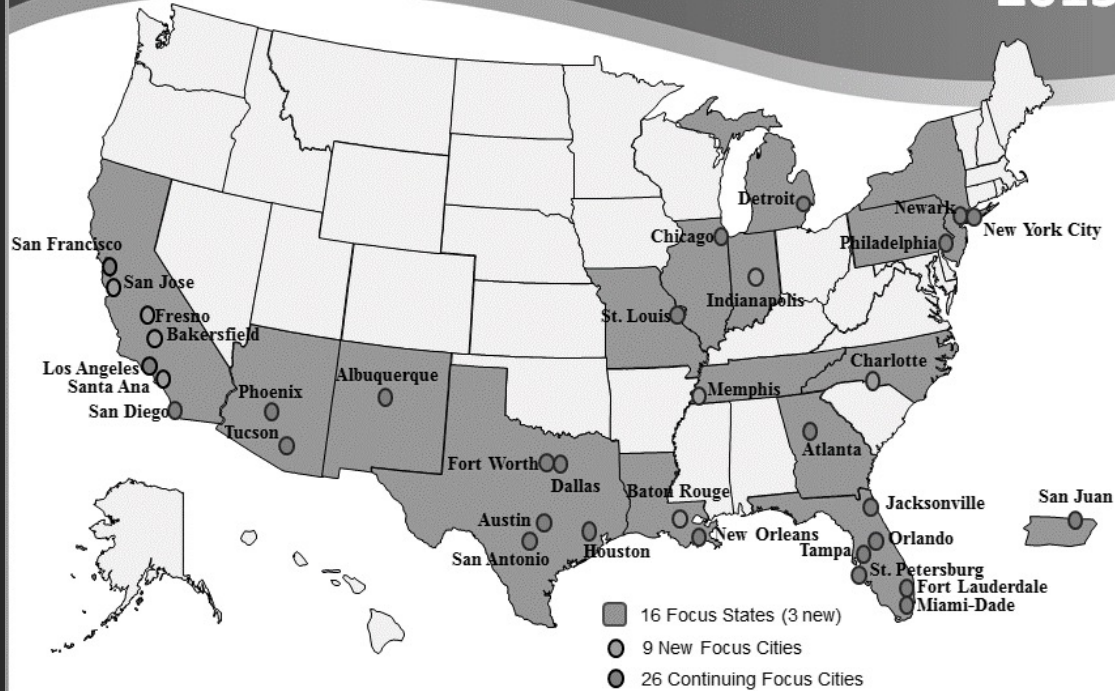 Detroit
Newark
New York City
Chicago
Philadelphia
San Francisco
San Jose
Indianapolis
Fresno
St. Louis
Bakersfield
Charlotte
Los Angeles
Albuquerque
Santa Ana
Phoenix
Memphis
San Diego
Tucson
Atlanta
Fort Worth
Dallas
Baton Rouge
San Juan
Jacksonville
Austin
New Orleans
Orlando
San Antonio
Houston
Tampa
St. Petersburg
Fort Lauderdale
Miami-Dade
16 Focus States (3 new)
9 New Focus Cities
26 Continuing Focus Cities